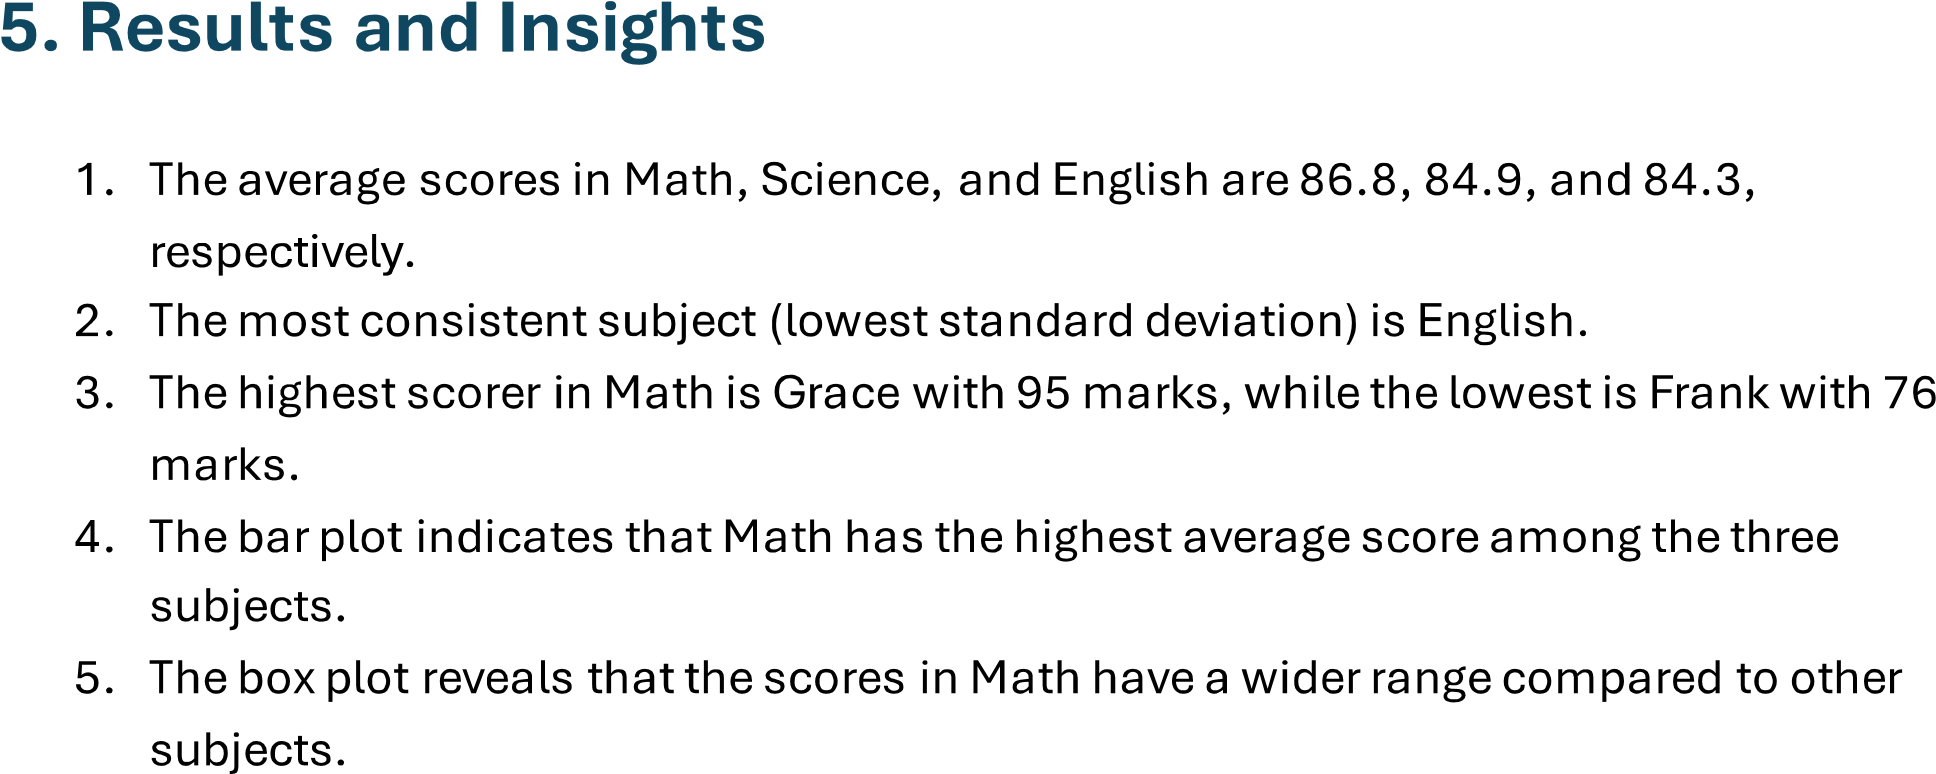 5. Results and Insights
1. The average scores in Math, Science, and English are 86.8, 84.9, and 84.3,
respectively.
2. The most consistent subject (lowest standard deviation) is English.
3. The highest scorer in Math is Grace with 95 marks, while the lowest is Frank with 76
marks.
4. The bar plot indicates that Math has the highest average score among the three
subjects.
5. The box plot reveals that the scores in Math have a wider range compared to other
subjects.